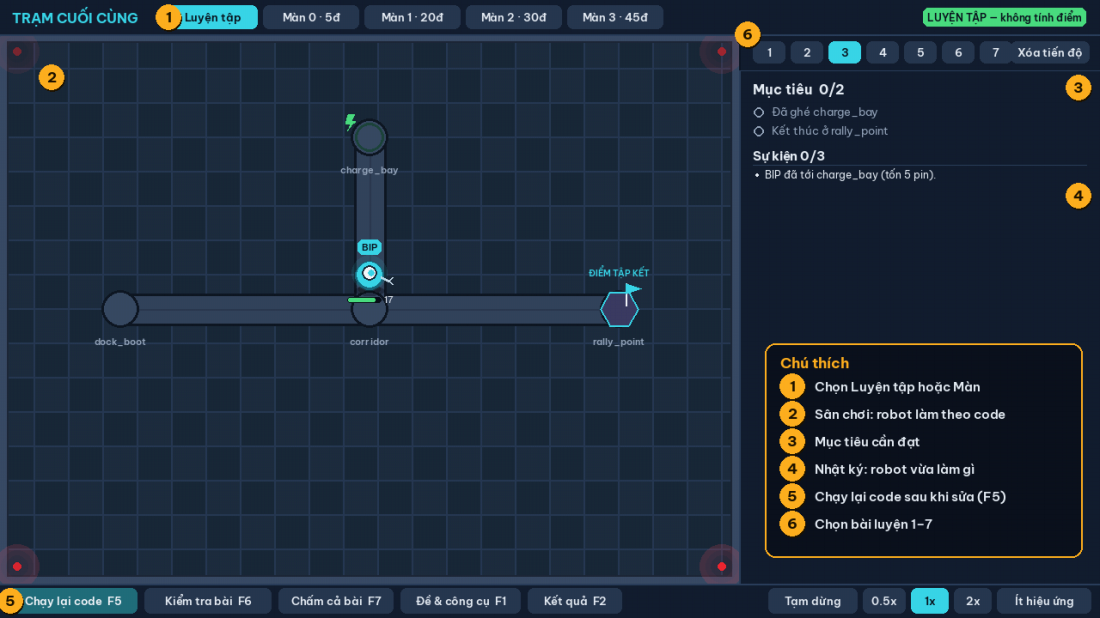 TRẠM CUỐI CÙNG
1 Luyện tập
Màn 0 · 5đ
Màn 1 · 20đ
Màn 2 · 30đ
Màn 3 · 45đ
LUYỆN TẬP — không tính điểm
6
1 2 3 4 5 6 7 Xóa tiến độ
2
Mục tiêu 0/2
3
Đã ghé charge_bay
Kết thúc ở rally_point
Sự kiện 0/3
• BIP đã tới charge_bay (tốn 5 pin).
4
charge_bay
BIP
17
ĐIỂM TẬP KẾT
dock_boot
corridor
rally_point
Chú thích
1 Chọn Luyện tập hoặc Màn
2 Sân chơi: robot làm theo code
3 Mục tiêu cần đạt
4 Nhật ký: robot vừa làm gì
5 Chạy lại code sau khi sửa (F5)
6 Chọn bài luyện 1–7
5 Chạy lại code F5
Kiểm tra bài F6
Chấm cả bài F7
Đề & công cụ F1
Kết quả F2
Tạm dừng
0.5x
1x
2x
Ít hiệu ứng